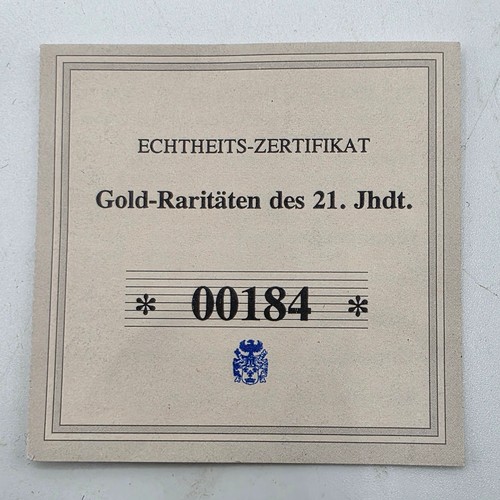 ECHTHEITS-ZERTIFIKAT
Gold-Raritäten des 21. Jhdt.
* 00184 *